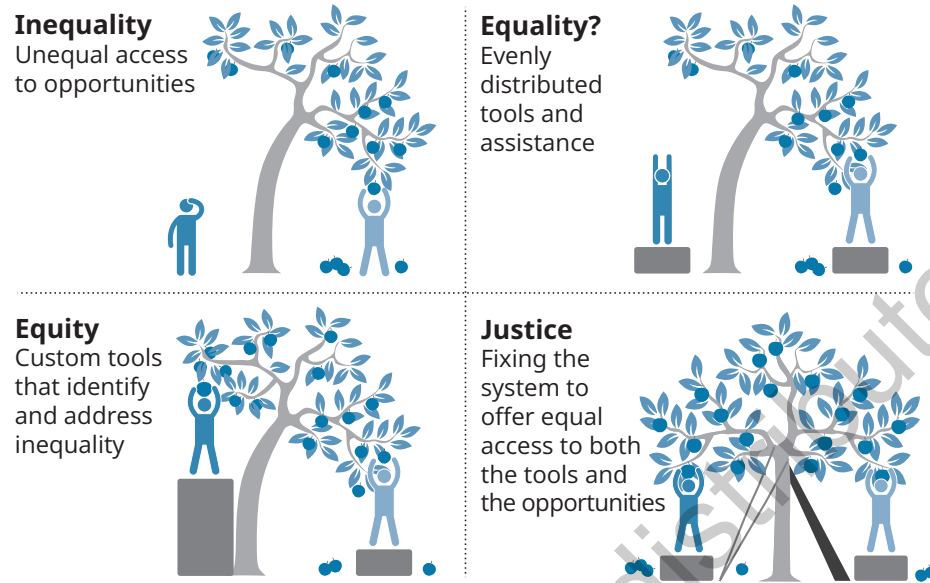 Inequality
Unequal access
to opportunities
Equality?
Evenly
distributed
tools and
assistance
Equity
Custom tools
that identify
and address
inequality
Justice
Fixing the
system to
offer equal
access to both
the tools and
the opportunities